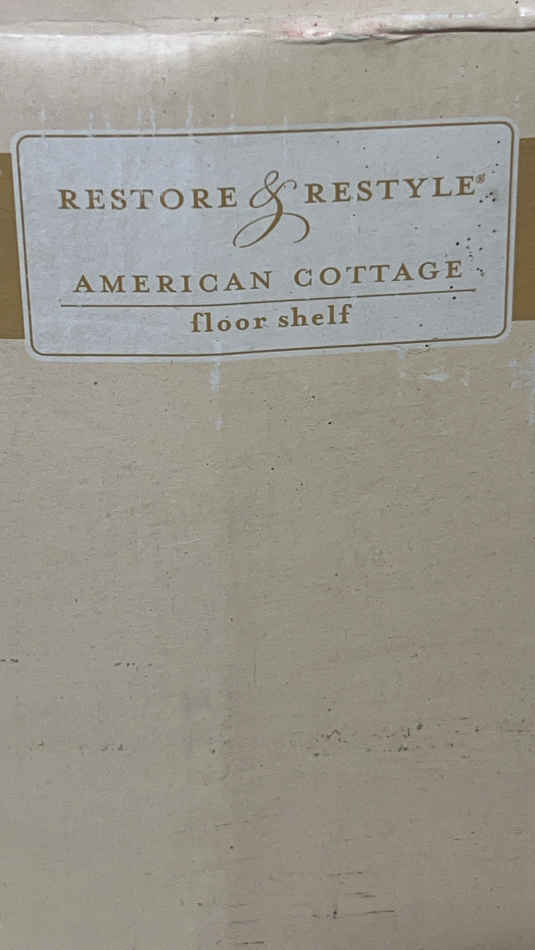 RESTORE & RESTYLE®
AMERICAN COTTAGE
floor shelf